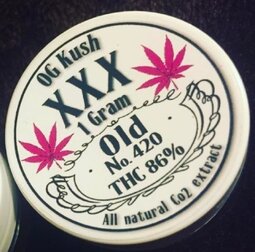 OG Kush
XXX
1 Gram
Old
No. 420
THC 86%
All natural Co2 extract